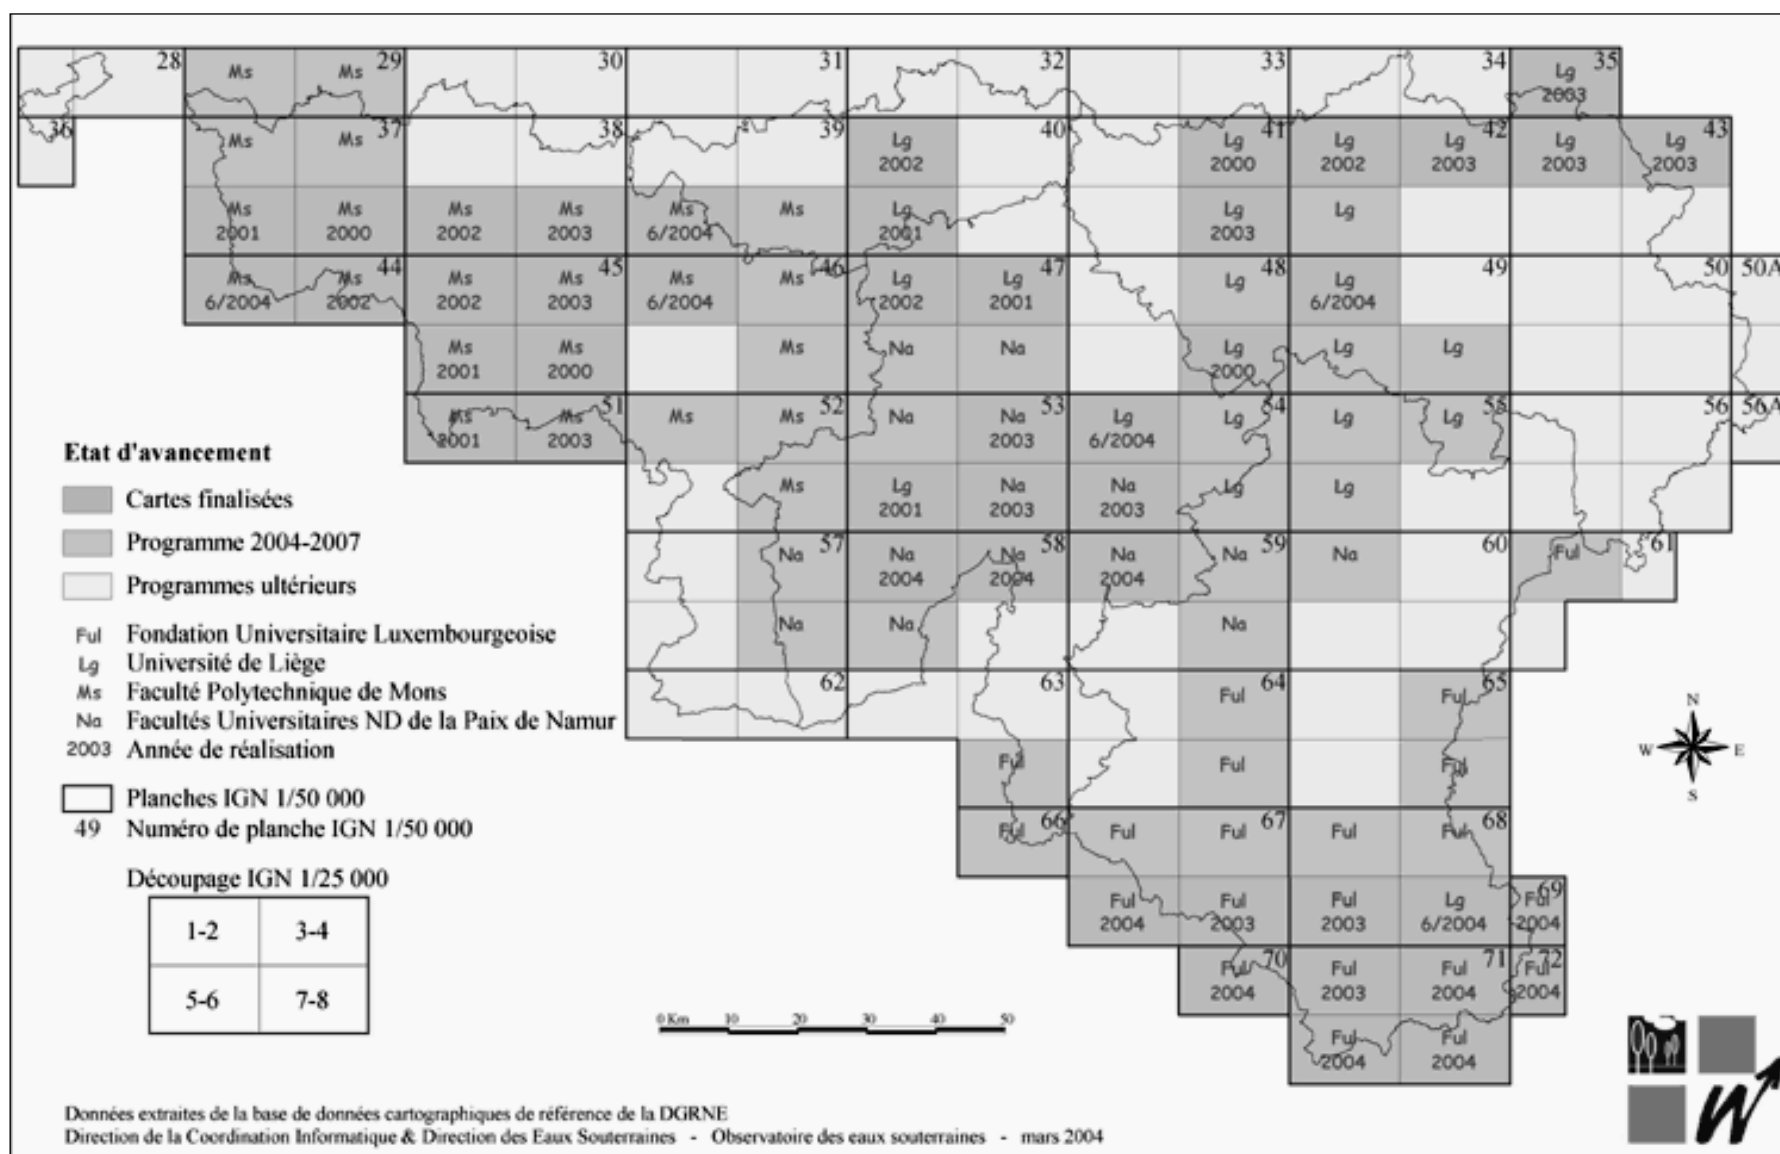 28 Ms Ms 29 30 31 32 33 34 Lg 35
2003
36 Ms Ms 37 38 39 Lg 40 Lg 41 Lg Lg 42 Lg Lg 43
2002 2000 2002 2003 2003 2003
Ms Ms Ms Ms Ms Ms Lg Lg Lg
2001 2000 2002 2003 6/2004 2001 2003
Ms Ms 44 Ms Ms 45 Ms Ms 46 Lg Lg 47 Lg 48 Lg 49 50 50A
6/2004 2002 2002 2003 6/2004 2002 2001 6/2004
Ms Ms Ms Na Na Lg Lg Lg
2001 2000 2000
Ms Ms 51 Ms Ms 52 Na Na 53 Lg Lg 54 Lg Lg 55 56 56A
2001 2003 2003 6/2004
Ms Lg Na Na Lg Lg
2001 2003 2003
Na 57 Na Na 58 Na Na 59 Na 60 Ful 61
2004 2004 2004
Na Na Na
62 63 Ful 64 Ful 65
Ful Ful Ful
Ful 66 Ful Ful 67 Ful Ful 68
Ful Ful Ful Lg Ful 69
2004 2003 2003 6/2004 2004
Ful 70 Ful Ful 71 Ful 72
2004 2003 2004 2004
Ful Ful
2004 2004
Etat d'avancement
Cartes finalisées
Programme 2004-2007
Programmes ultérieurs
Ful Fondation Universitaire Luxembourgeoise
Lg Université de Liège
Ms Faculté Polytechnique de Mons
Na Facultés Universitaires ND de la Paix de Namur
2003 Année de réalisation
Planches IGN 1/50 000
49 Numéro de planche IGN 1/50 000
Découpage IGN 1/25 000
1-2 3-4
5-6 7-8
N
W E
S
0 Km 10 20 30 40 50
W
Données extraites de la base de données cartographiques de référence de la DGRNE
Direction de la Coordination Informatique & Direction des Eaux Souterraines - Observatoire des eaux souterraines - mars 2004